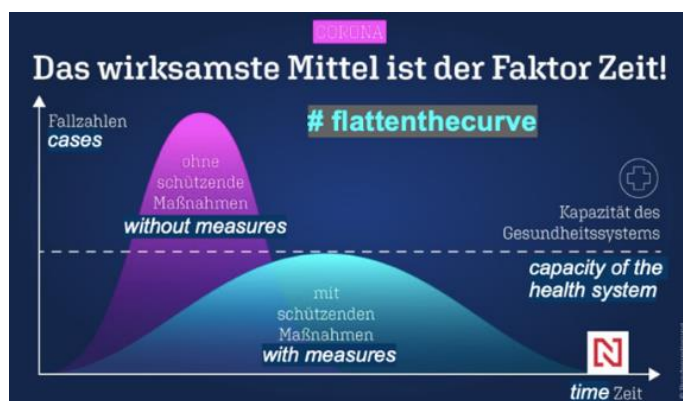 CORONA
Das wirksamste Mittel ist der Faktor Zeit!
Fallzahlen
cases
# flattenthecurve
ohne
schützende
Maßnahmen
without measures
Kapazität des
Gesundheitssystems
capacity of the
health system
mit
schützenden
Maßnahmen
with measures
N
time Zeit